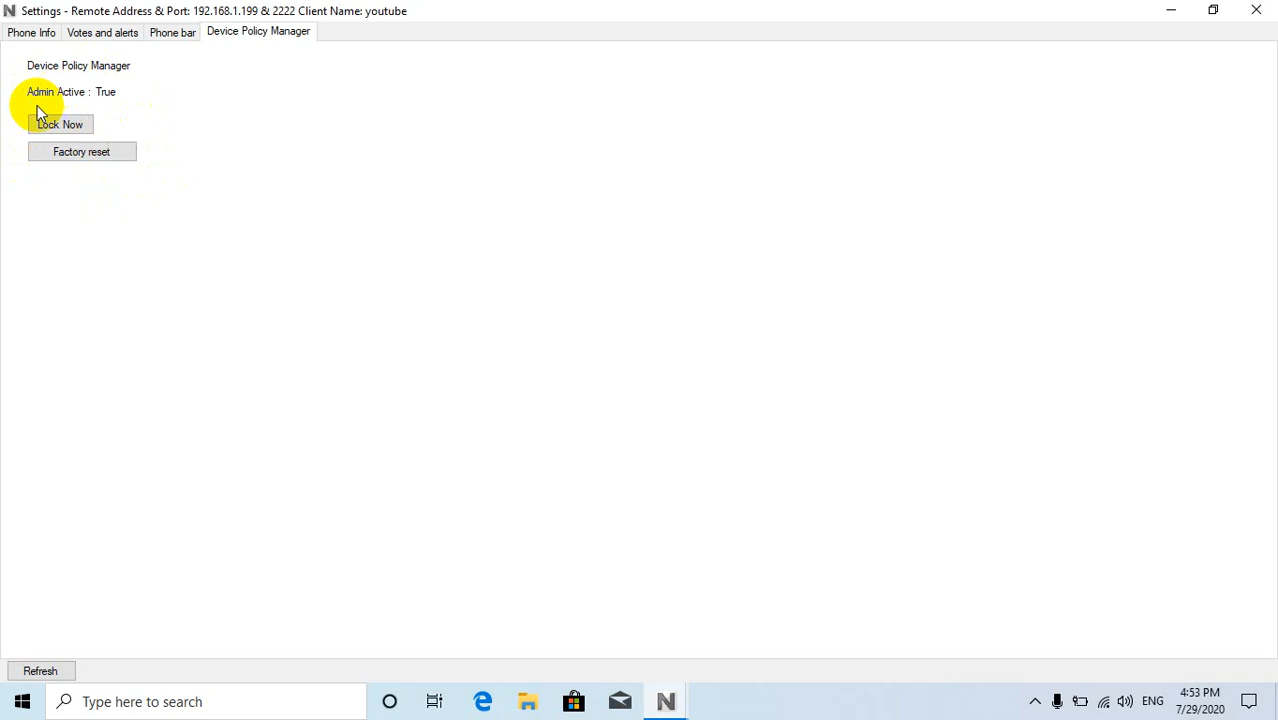 Settings - Remote Address & Port: 192.168.1.199 & 2222 Client Name: youtube
Phone Info Votes and alerts Phone bar Device Policy Manager
Device Policy Manager
Admin Active : True
Lock Now
Factory reset
Refresh
Type here to search
ENG
4:53 PM
7/29/2020